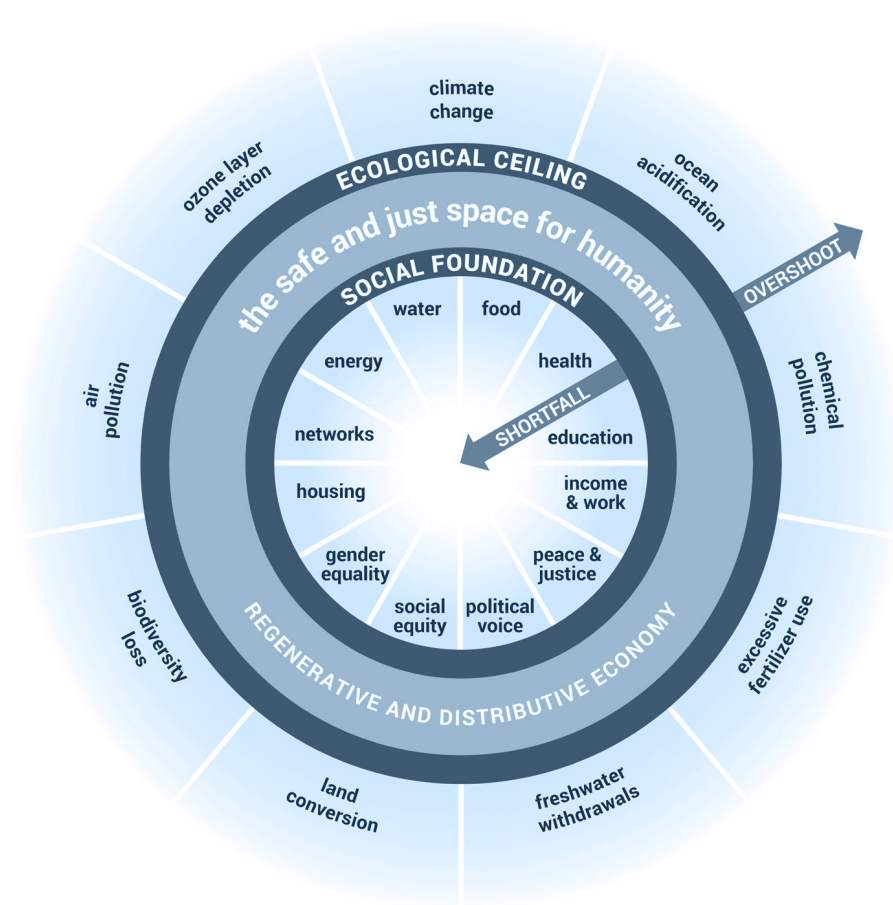 climate
change
ocean
acidification
chemical
pollution
excessive
fertilizer use
freshwater
withdrawals
land
conversion
biodiversity
loss
air
pollution
ozone layer
depletion
ECOLOGICAL CEILING
the safe and just space for humanity
SOCIAL FOUNDATION
OVERSHOOT
water
food
energy
health
SHORTFALL
networks
education
housing
income
& work
gender
equality
peace &
justice
social
equity
political
voice
REGENERATIVE AND DISTRIBUTIVE ECONOMY